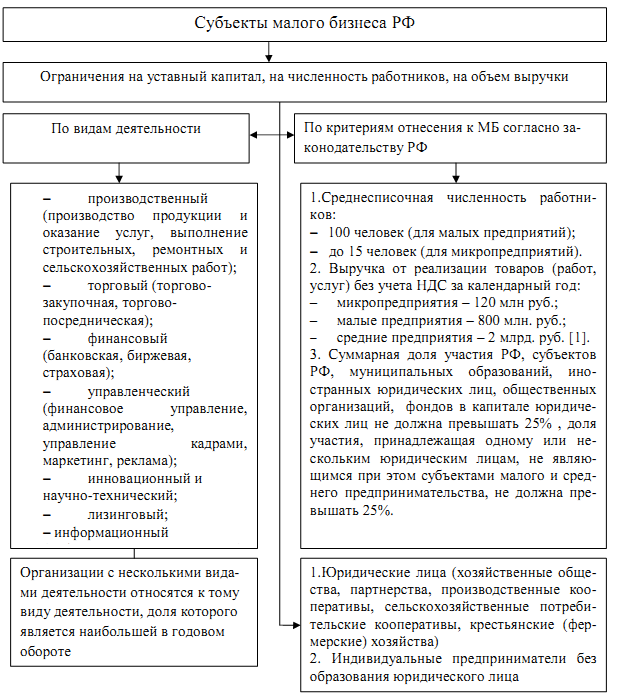 Субъекты малого бизнеса РФ
Ограничения на уставный капитал, на численность работников, на объем выручки
По видам деятельности
По критериям отнесения к МБ согласно за-
конодательству РФ
– производственный
(производство продукции и
оказание услуг, выполнение
строительных, ремонтных и
сельскохозяйственных работ);
– торговый (торгово-
закупочная, торгово-
посредническая);
– финансовый
(банковская, биржевая,
страховая);
– управленческий
(финансовое управление,
администрирование,
управление кадрами,
маркетинг, реклама);
– инновационный и
научно-технический;
– лизинговый;
– информационный
1.Среднесписочная численность работни-
ков:
– 100 человек (для малых предприятий);
– до 15 человек (для микропредприятий).
2. Выручка от реализации товаров (работ,
услуг) без учета НДС за календарный год:
– микропредприятия – 120 млн руб.;
– малые предприятия – 800 млн. руб.;
– средние предприятия – 2 млрд. руб. [1].
3. Суммарная доля участия РФ, субъектов
РФ, муниципальных образований, ино-
странных юридических лиц, общественных
организаций, фондов в капитале юридиче-
ских лиц не должна превышать 25% , доля
участия, принадлежащая одному или не-
скольким юридическим лицам, не являю-
щимся при этом субъектами малого и сред-
него предпринимательства, не должна пре-
вышать 25%.
Организации с несколькими вида-
ми деятельности относятся к тому
виду деятельности, доля которого
является наибольшей в годовом
обороте
1.Юридические лица (хозяйственные обще-
ства, партнерства, производственные коо-
перативы, сельскохозяйственные потреби-
тельские кооперативы, крестьянские (фер-
мерские) хозяйства)
2. Индивидуальные предприниматели без
образования юридического лица